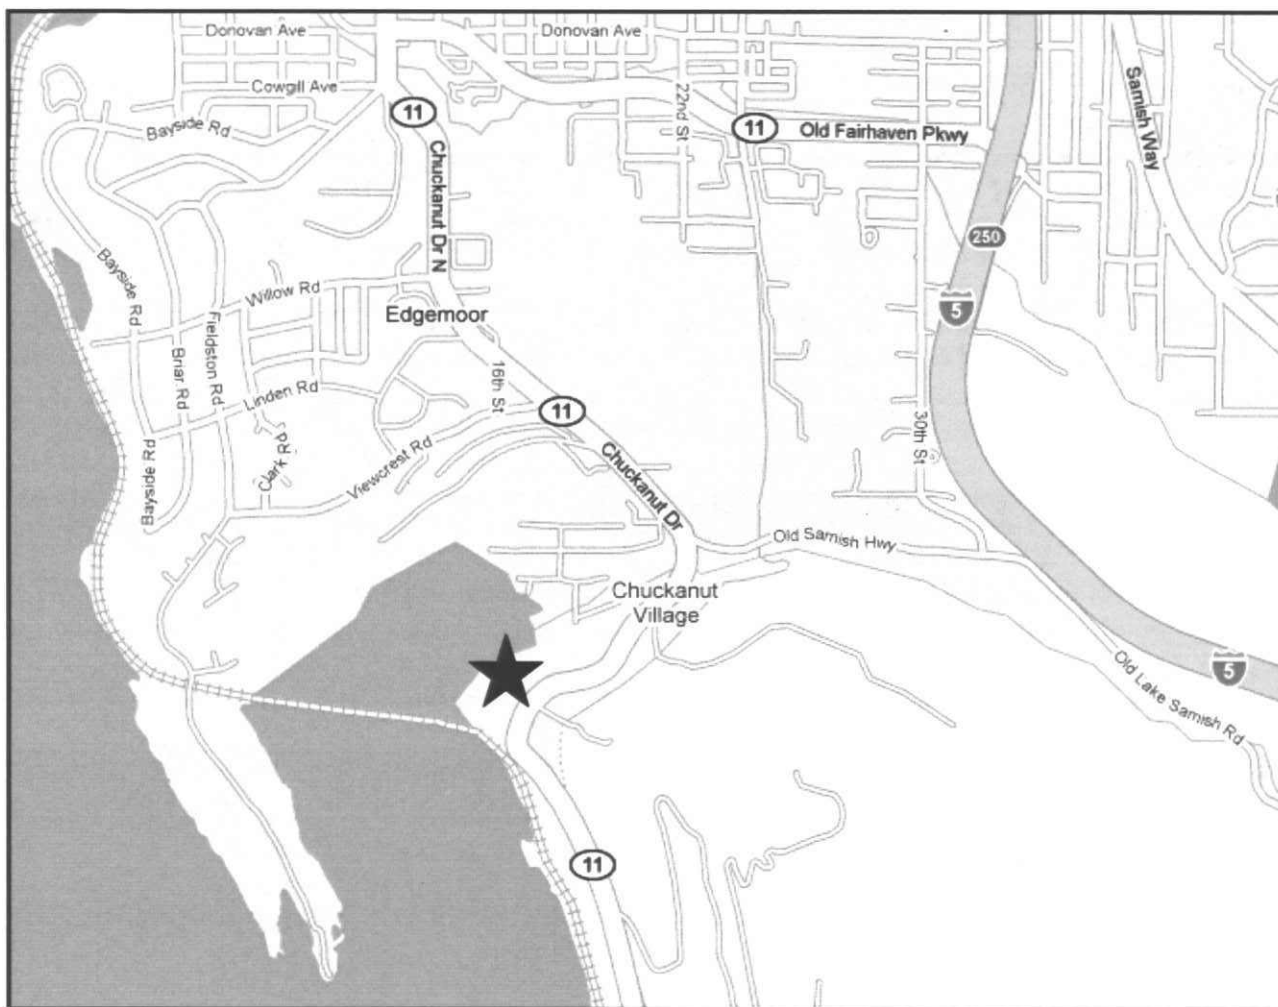 Donovan Ave
Donovan Ave
Cowgill Ave
11
Bayside Rd
22nd St
11
Old Fairhaven Pkwy
Samish Way
Chuckanut Dr N
250
Bayside Rd
Willow Rd
Edgemoor
5
Fieldston Rd
Briar Rd
Linden Rd
16th St
11
30th St
Clark Rd
Viewcrest Rd
Bayside Rd
Chuckanut Dr
Old Samish Hwy
Chuckanut
Village
5
Old Lake Samish Rd
11